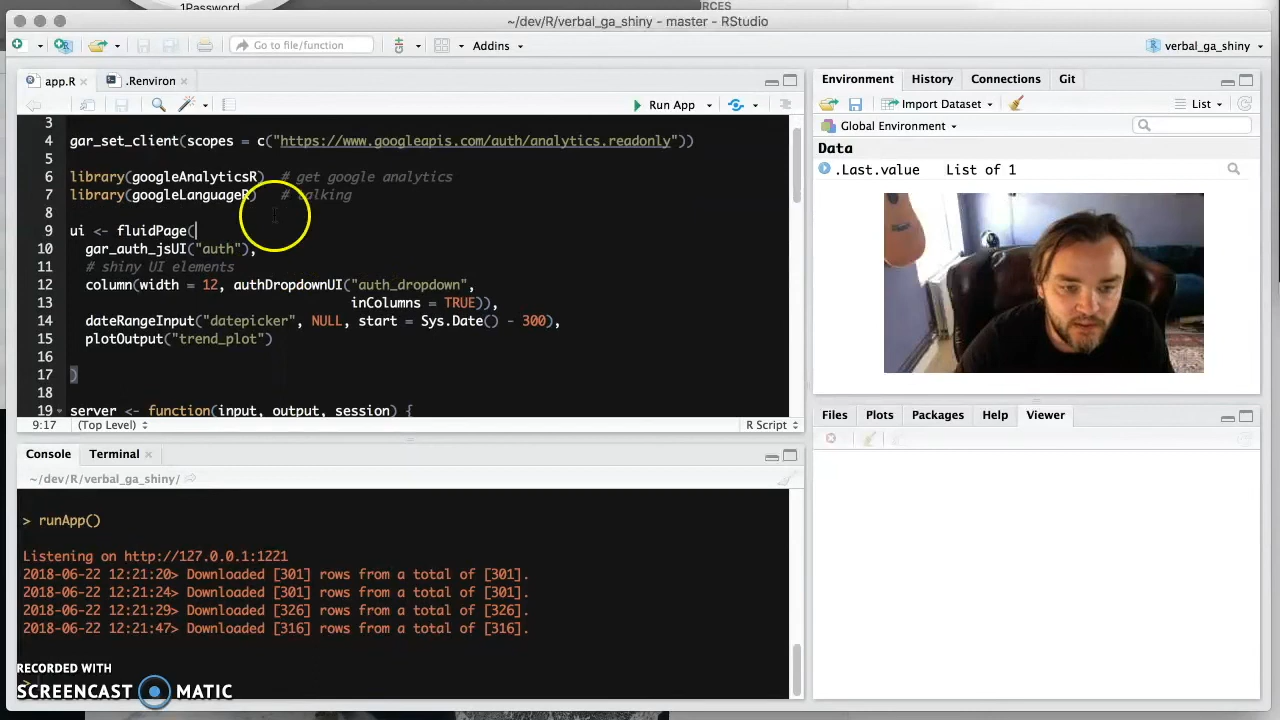 1Password
RCES
~/dev/R/verbal_ga_shiny - master - RStudio
Go to file/function
Addins
verbal_ga_shiny
app.R
.Renviron
Run App
3
4 gar_set_client(scopes = c("https://www.googleapis.com/auth/analytics.readonly"))
5
6 library(googleAnalyticsR) # get google analytics
7 library(googleLanguageR) # talking
8
9 ui <- fluidPage(
10 gar_auth_jsUI("auth"),
11 # shiny UI elements
12 column(width = 12, authDropdownUI("auth_dropdown",
13 inColumns = TRUE)),
14 dateRangeInput("datepicker", NULL, start = Sys.Date() - 300),
15 plotOutput("trend_plot")
16
17 )
18
19 server <- function(input, output, session) {
9:17 (Top Level) R Script
Console Terminal
~/dev/R/verbal_ga_shiny/
> runApp()
Listening on http://127.0.0.1:1221
2018-06-22 12:21:20> Downloaded [301] rows from a total of [301].
2018-06-22 12:21:24> Downloaded [301] rows from a total of [301].
2018-06-22 12:21:29> Downloaded [326] rows from a total of [326].
2018-06-22 12:21:47> Downloaded [316] rows from a total of [316].
>
RECORDED WITH
SCREENCAST MATIC
Environment History Connections Git
Import Dataset List
Global Environment
Data
.Last.value List of 1
Files Plots Packages Help Viewer